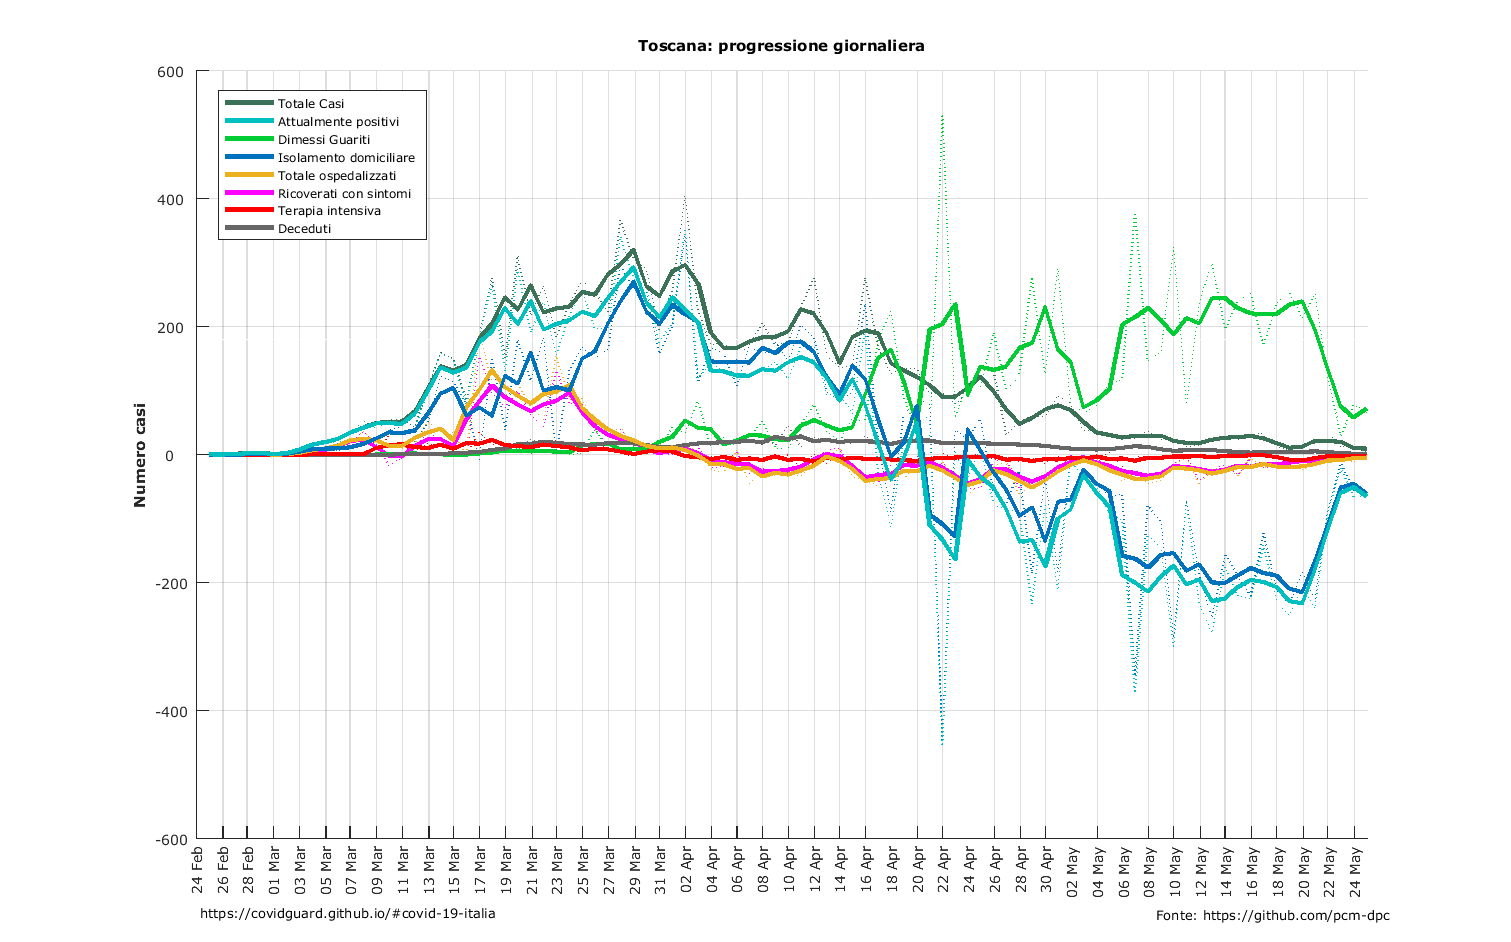 Toscana: progressione giornaliera
600
400
200
0
-200
-400
-600
Numero casi
Totale Casi
Attualmente positivi
Dimessi Guariti
Isolamento domiciliare
Totale ospedalizzati
Ricoverati con sintomi
Terapia intensiva
Deceduti
24 Feb
26 Feb
28 Feb
01 Mar
03 Mar
05 Mar
07 Mar
09 Mar
11 Mar
13 Mar
15 Mar
17 Mar
19 Mar
21 Mar
23 Mar
25 Mar
27 Mar
29 Mar
31 Mar
02 Apr
04 Apr
06 Apr
08 Apr
10 Apr
12 Apr
14 Apr
16 Apr
18 Apr
20 Apr
22 Apr
24 Apr
26 Apr
28 Apr
30 Apr
02 May
04 May
06 May
08 May
10 May
12 May
14 May
16 May
18 May
20 May
22 May
24 May
https://covidguard.github.io/#covid-19-italia
Fonte: https://github.com/pcm-dpc